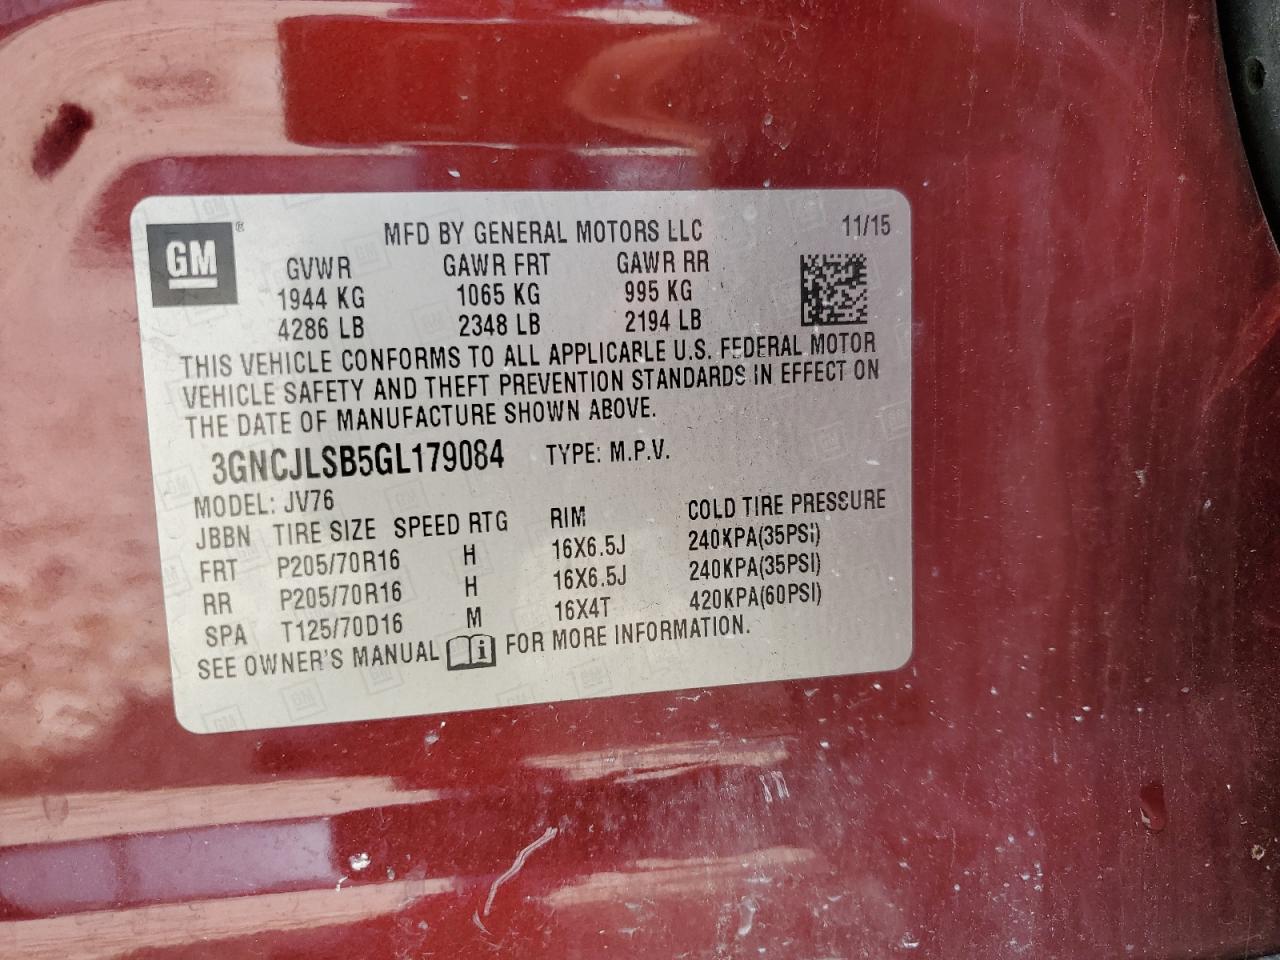 GM®
MFD BY GENERAL MOTORS LLC 11/15
GVWR GAWR FRT GAWR RR
1944 KG 1065 KG 995 KG
4286 LB 2348 LB 2194 LB
THIS VEHICLE CONFORMS TO ALL APPLICABLE U.S. FEDERAL MOTOR
VEHICLE SAFETY AND THEFT PREVENTION STANDARDS IN EFFECT ON
THE DATE OF MANUFACTURE SHOWN ABOVE.
3GNCJLSB5GL179084 TYPE: M.P.V.
MODEL: JV76
JBBN TIRE SIZE SPEED RTG RIM COLD TIRE PRESSURE
FRT P205/70R16 H 16X6.5J 240KPA(35PSI)
RR P205/70R16 H 16X6.5J 240KPA(35PSI)
SPA T125/70D16 M 16X4T 420KPA(60PSI)
SEE OWNER'S MANUAL i FOR MORE INFORMATION.